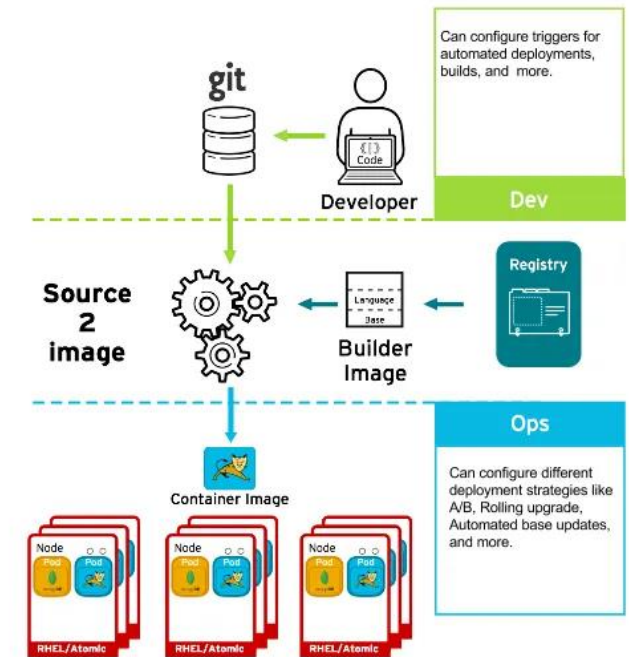 git
Can configure triggers for
automated deployments,
builds, and more.
{[}]
Code
Developer
Dev
Source
2
image
Language
Base
Builder
Image
Registry
Ops
Container Image
Can configure different
deployment strategies like
A/B, Rolling upgrade,
Automated base updates,
and more.
Node
Pod
Pod
RHEL/Atomic
Node
Pod
Pod
RHEL/Atomic
Node
Pod
Pod
RHEL/Atomic